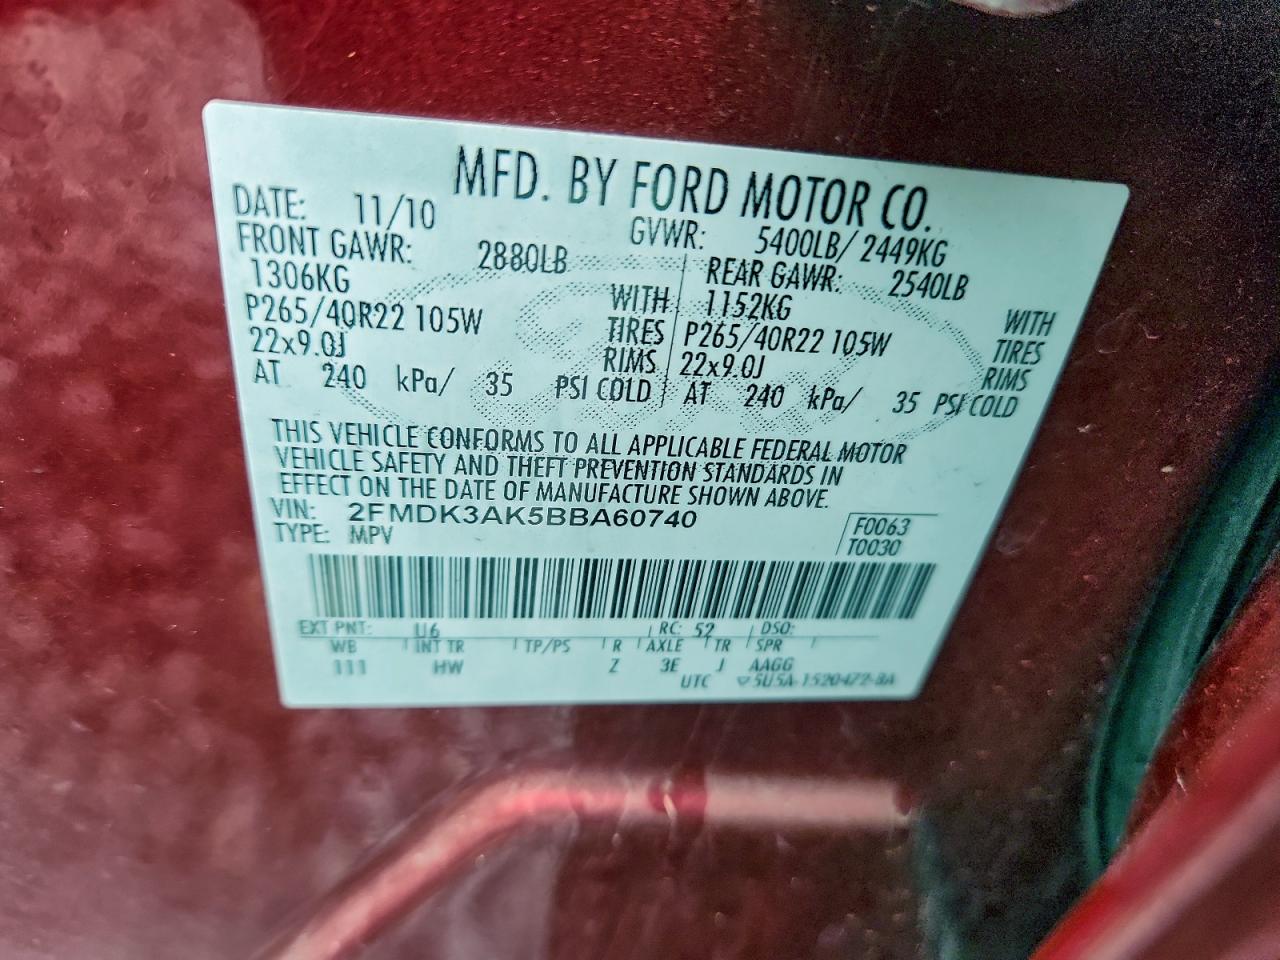 MFD. BY FORD MOTOR CO.
DATE: 11/10 GVWR: 5400LB/ 2449KG
FRONT GAWR: 2880LB REAR GAWR: 2540LB
1306KG WITH 1152KG WITH
P265/40R22 105W TIRES P265/40R22 105W TIRES
22x9.0J RIMS 22x9.0J RIMS
AT 240 kPa/ 35 PSI COLD AT 240 kPa/ 35 PSI COLD
THIS VEHICLE CONFORMS TO ALL APPLICABLE FEDERAL MOTOR
VEHICLE SAFETY AND THEFT PREVENTION STANDARDS IN
EFFECT ON THE DATE OF MANUFACTURE SHOWN ABOVE.
VIN: 2FMDK3AK5BBA60740 F0063
TYPE: MPV T0030
EXT PNT: U6 RC: 52 DSO:
WB INT TR TP/PS R AXLE TR SPR
111 HW Z 3E J AAGG
UTC ▽5U5A-1520472-BA